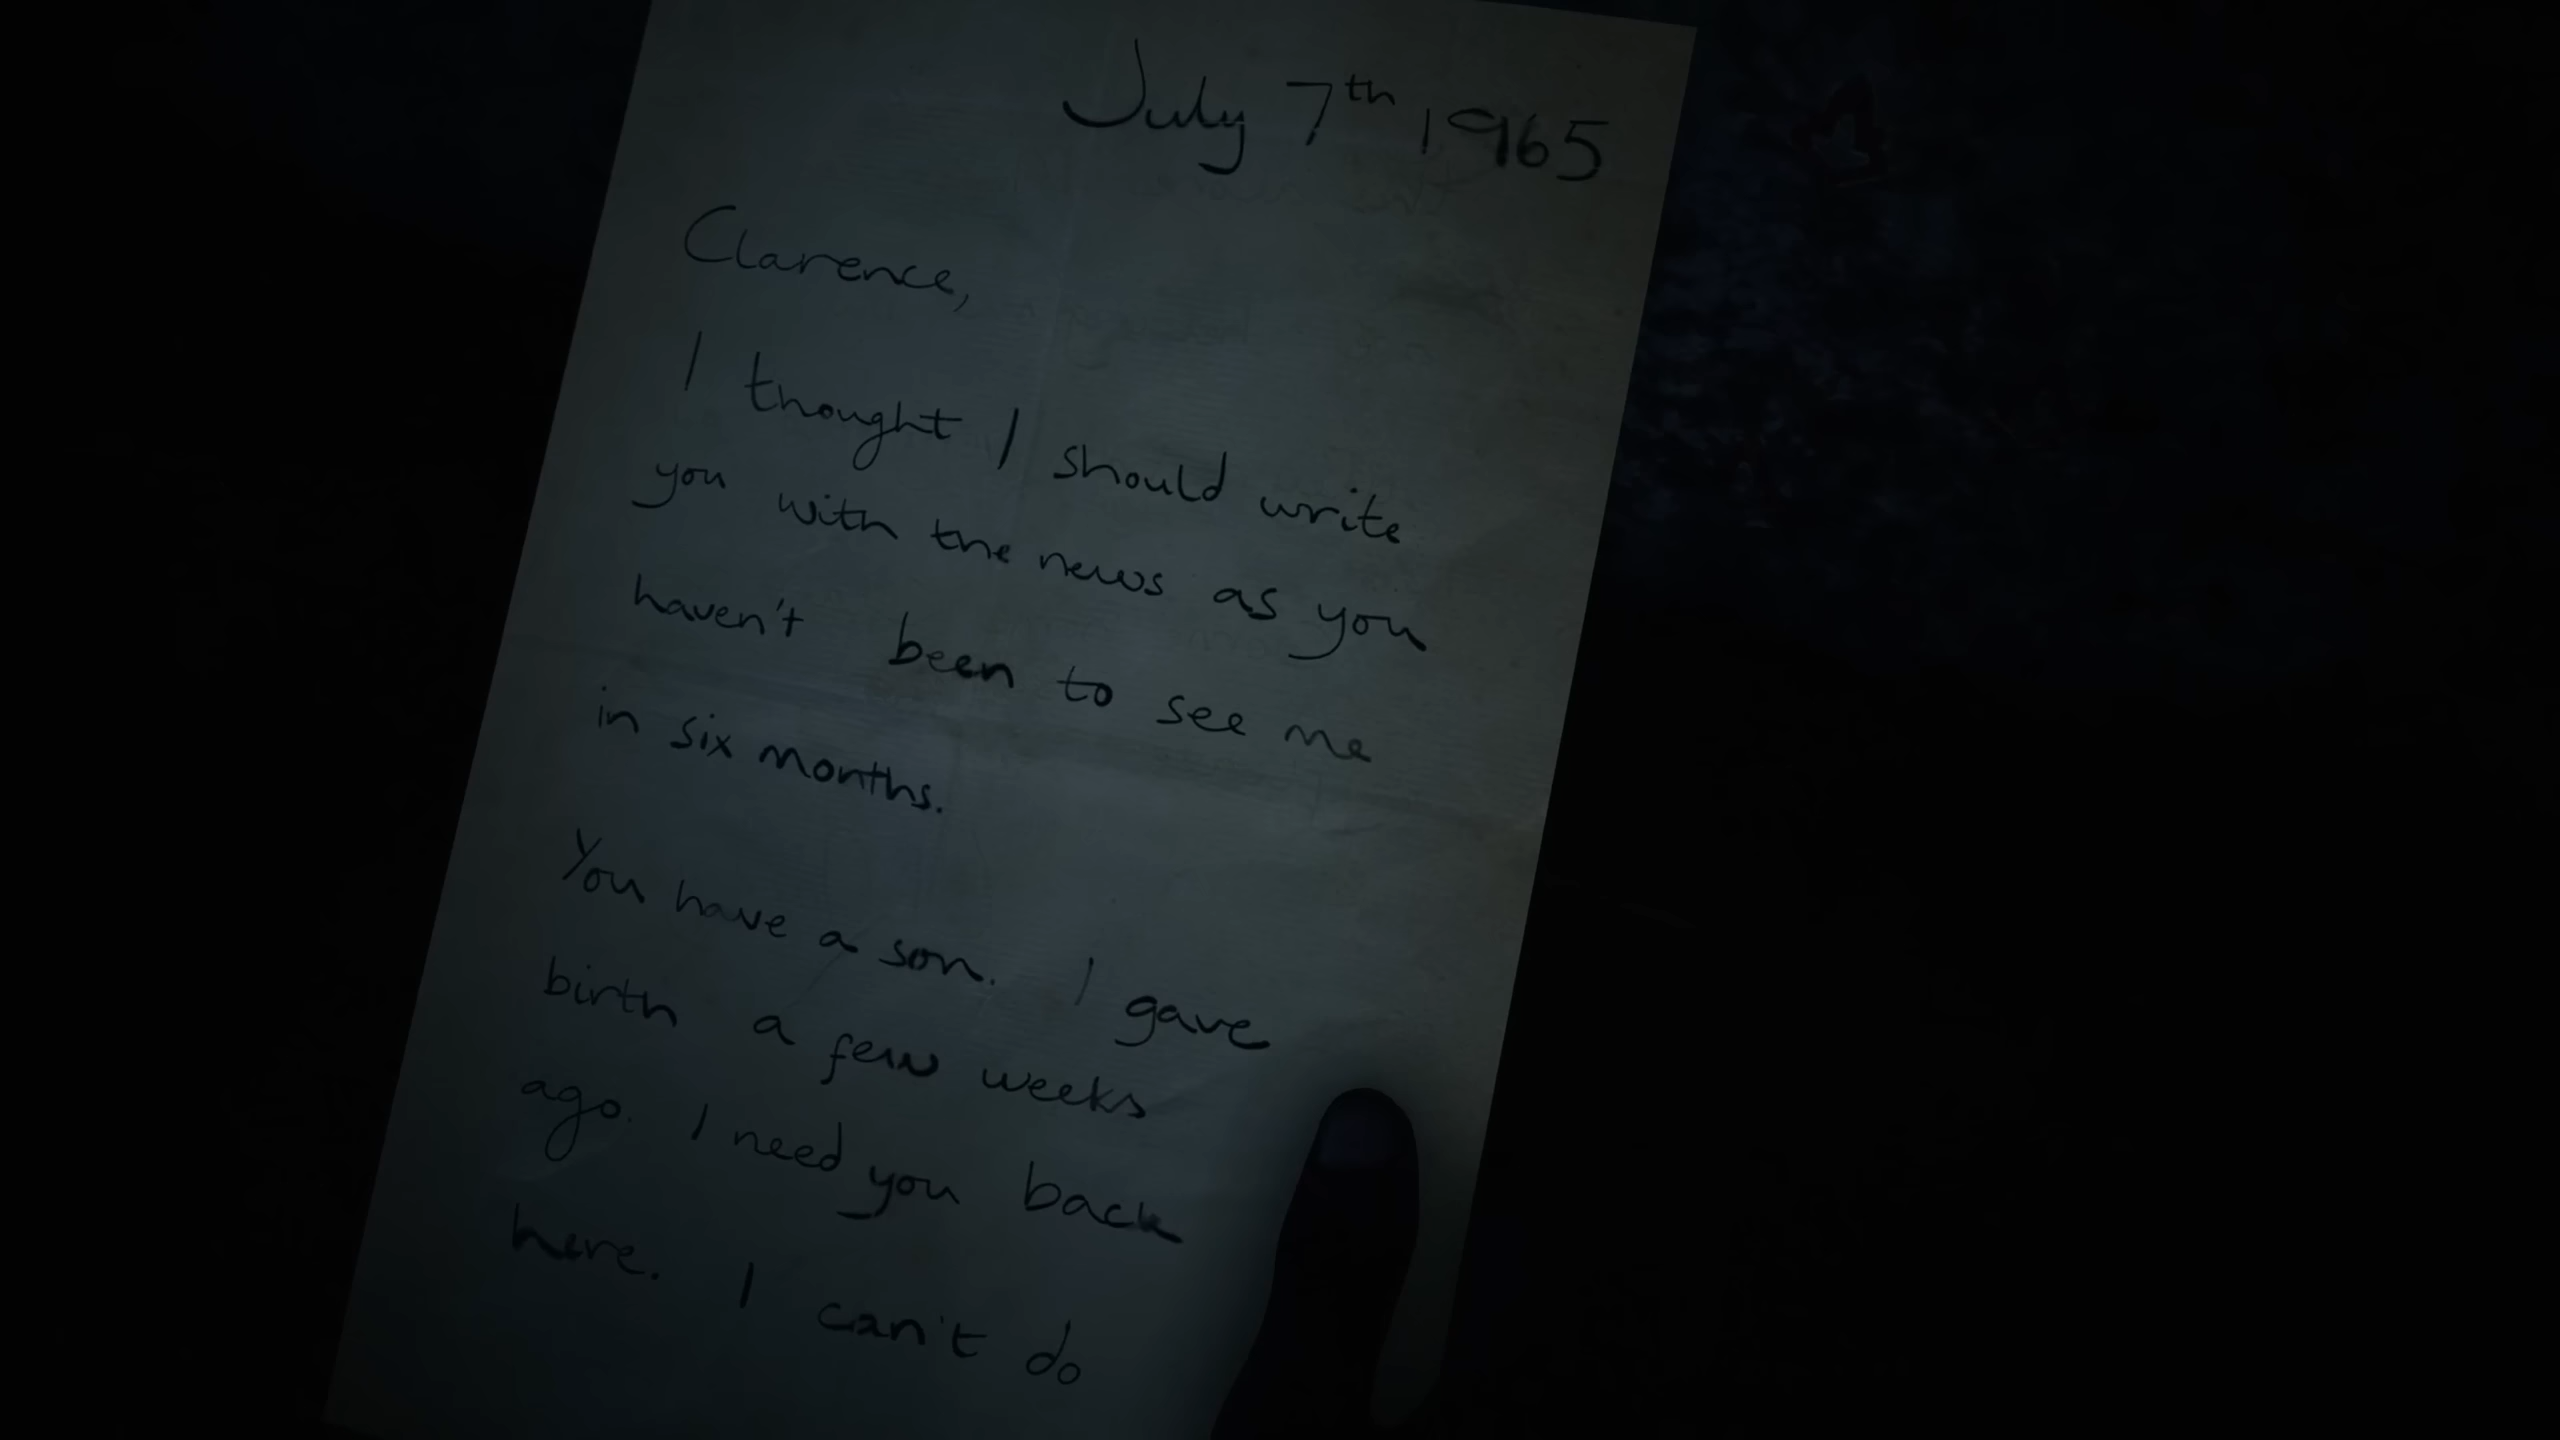 July 7th 1965
Clarence,
I thought I should write
you with the news as you
haven't been to see me
in six months.
You have a son. I gave
birth a few weeks
ago. I need you back
here. I can't do